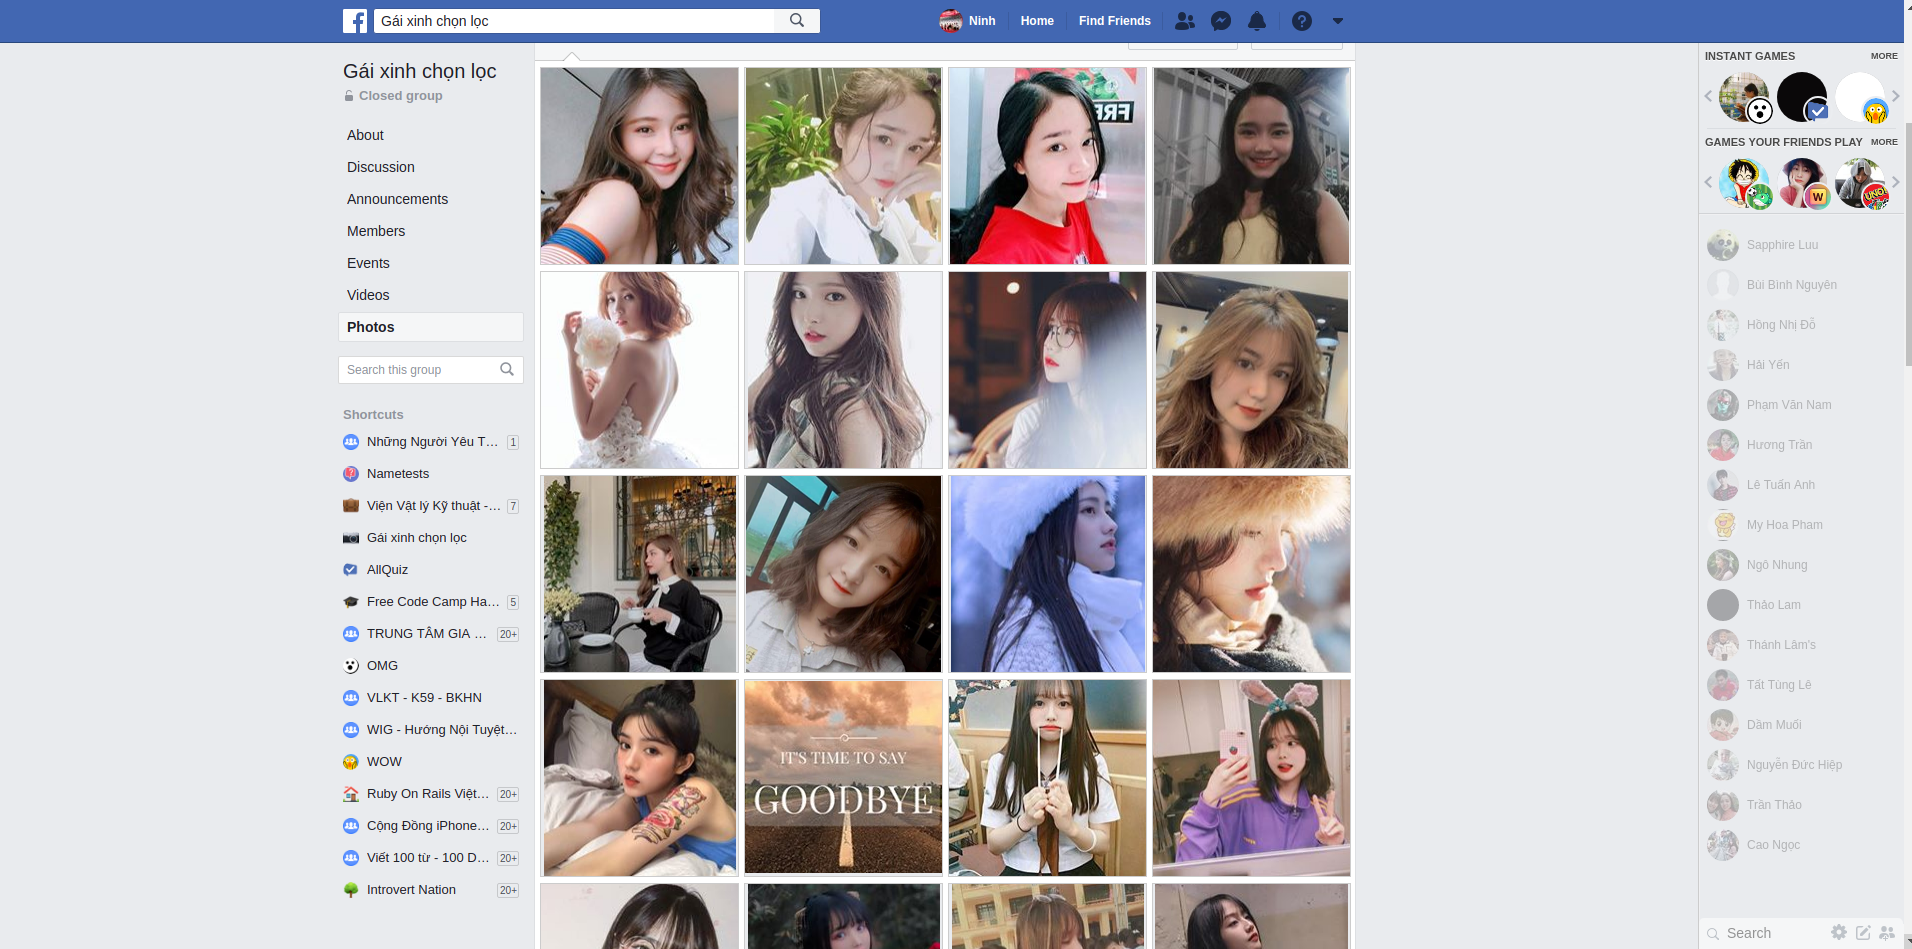 Gái xinh chọn lọc
Ninh
Home
Find Friends
Gái xinh chọn lọc
Closed group
About
Discussion
Announcements
Members
Events
Videos
Photos
Search this group
Shortcuts
Những Người Yêu T... 1
Nametests
Viện Vật lý Kỹ thuật -... 7
Gái xinh chọn lọc
AllQuiz
Free Code Camp Ha... 5
TRUNG TÂM GIA ... 20+
OMG
VLKT - K59 - BKHN
WIG - Hướng Nội Tuyệt...
WOW
Ruby On Rails Việt... 20+
Cộng Đồng iPhone... 20+
Viết 100 từ - 100 D... 20+
Introvert Nation 20+
FRE
IT'S TIME TO SAY
GOODBYE
INSTANT GAMES MORE
GAMES YOUR FRIENDS PLAY MORE
W
UNO
Sapphire Luu
Bùi Bình Nguyên
Hồng Nhị Đỗ
Hải Yến
Phạm Văn Nam
Hương Trần
Lê Tuấn Anh
My Hoa Pham
Ngô Nhung
Thảo Lam
Thánh Lâm's
Tất Tùng Lê
Dầm Muối
Nguyễn Đức Hiệp
Trần Thảo
Cao Ngọc
Search